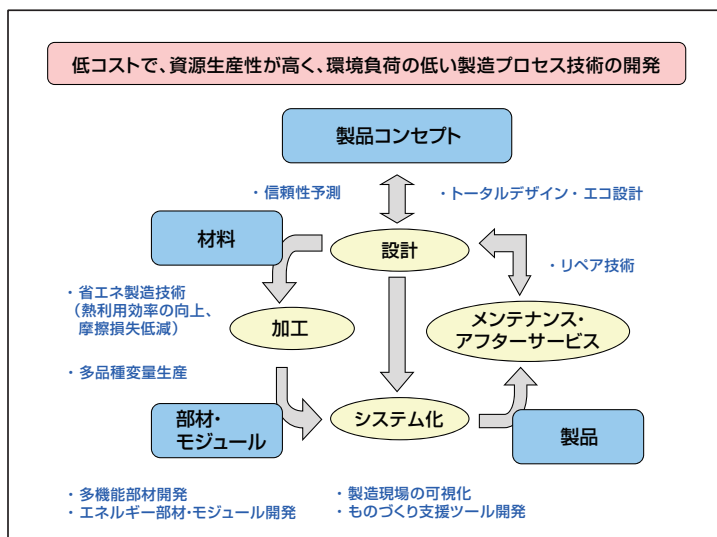 低コストで、資源生産性が高く、環境負荷の低い製造プロセス技術の開発
製品コンセプト
・信頼性予測
・トータルデザイン・エコ設計
材料
設計
・リペア技術
・省エネ製造技術
（熱利用効率の向上、
摩擦損失低減）
加工
メンテナンス・
アフターサービス
・多品種変量生産
部材・
モジュール
システム化
製品
・多機能部材開発
・エネルギー部材・モジュール開発
・製造現場の可視化
・ものづくり支援ツール開発